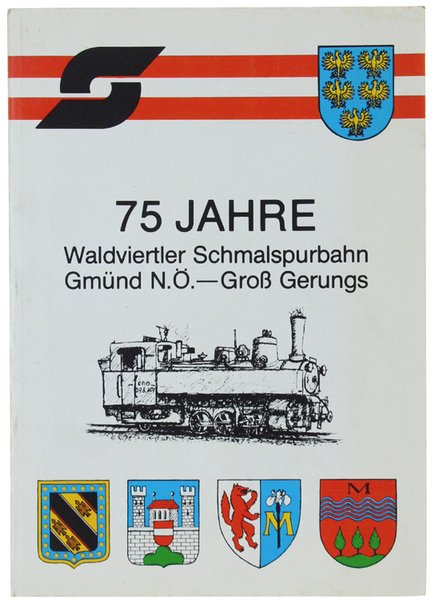 75 JAHRE
Waldviertler Schmalspurbahn
Gmünd N.Ö.—Groß Gerungs
M
M